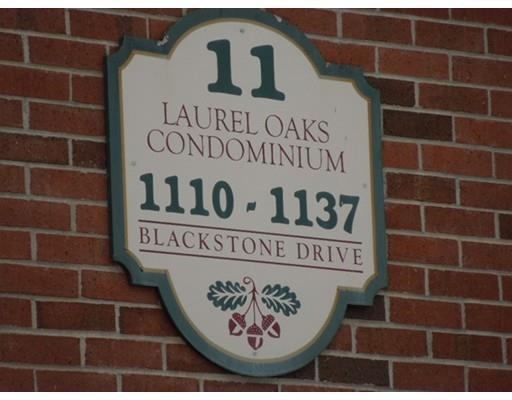 11
LAUREL OAKS
CONDOMINIUM
1110 - 1137
BLACKSTONE DRIVE